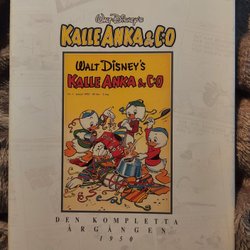 Walt Disney's
KALLE ANKA & C:O
WALT DISNEY'S
KALLE ANKA & C:O
DEN KOMPLETTA
ÅRGÅNGEN
1950